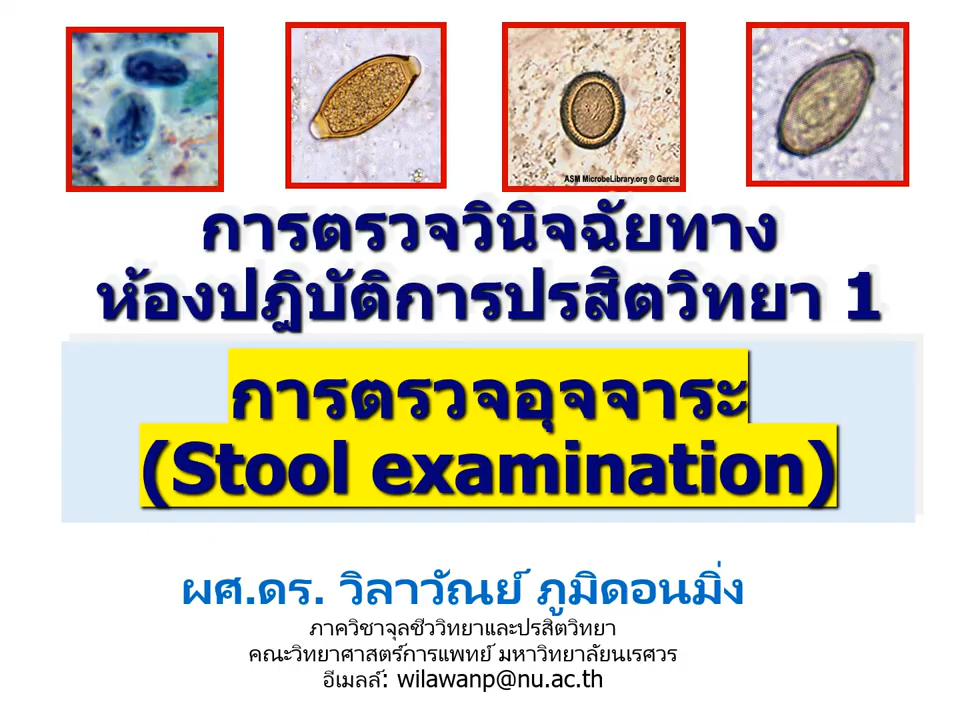 ASM MicrobeLibrary.org © Garcia
การตรวจวินิจฉัยทาง
ห้องปฏิบัติการปรสิตวิทยา 1
การตรวจอุจจาระ
(Stool examination)
ผศ.ดร. วิลาวัณย์ ภูมิดอนมิ่ง
ภาควิชาจุลชีววิทยาและปรสิตวิทยา
คณะวิทยาศาสตร์การแพทย์ มหาวิทยาลัยนเรศวร
อีเมลล์: wilawanp@nu.ac.th